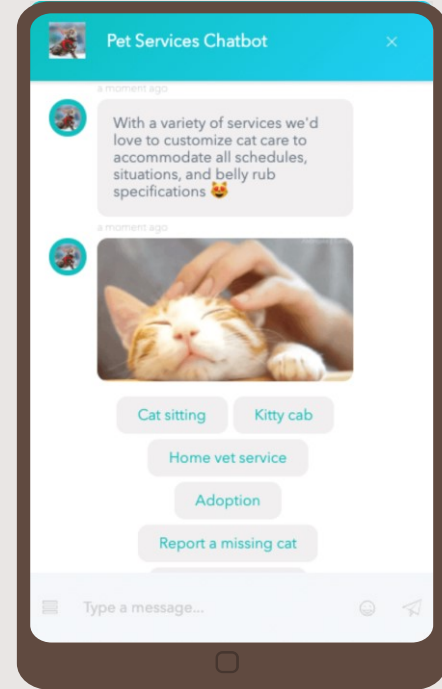 Pet Services Chatbot
a moment ago
With a variety of services we'd
love to customize cat care to
accommodate all schedules,
situations, and belly rub
specifications 😻
a moment ago
Cat sitting
Kitty cab
Home vet service
Adoption
Report a missing cat
Type a message...